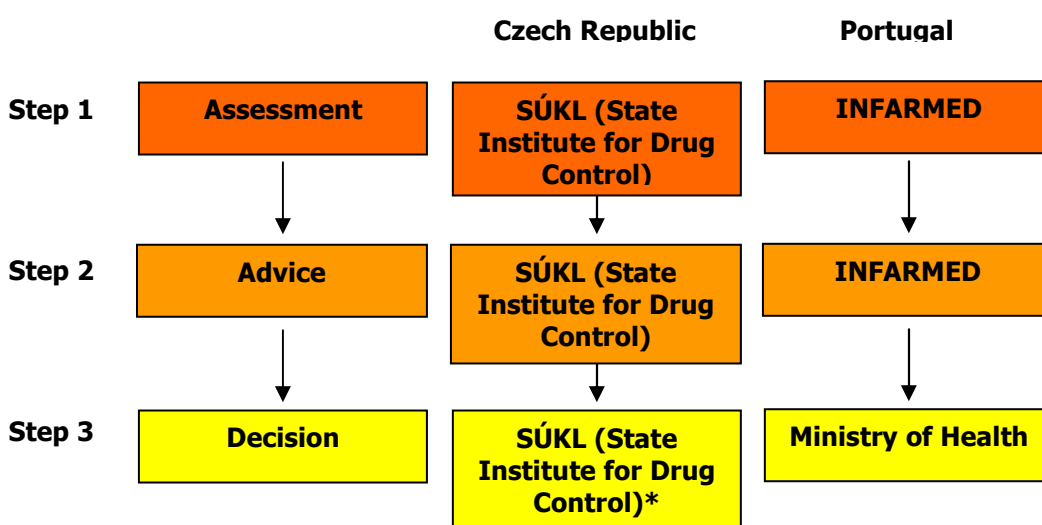 Czech Republic
Portugal
Step 1
Assessment
SÚKL (State
Institute for Drug
Control)
INFARMED
Step 2
Advice
SÚKL (State
Institute for Drug
Control)
INFARMED
Step 3
Decision
SÚKL (State
Institute for Drug
Control)*
Ministry of Health